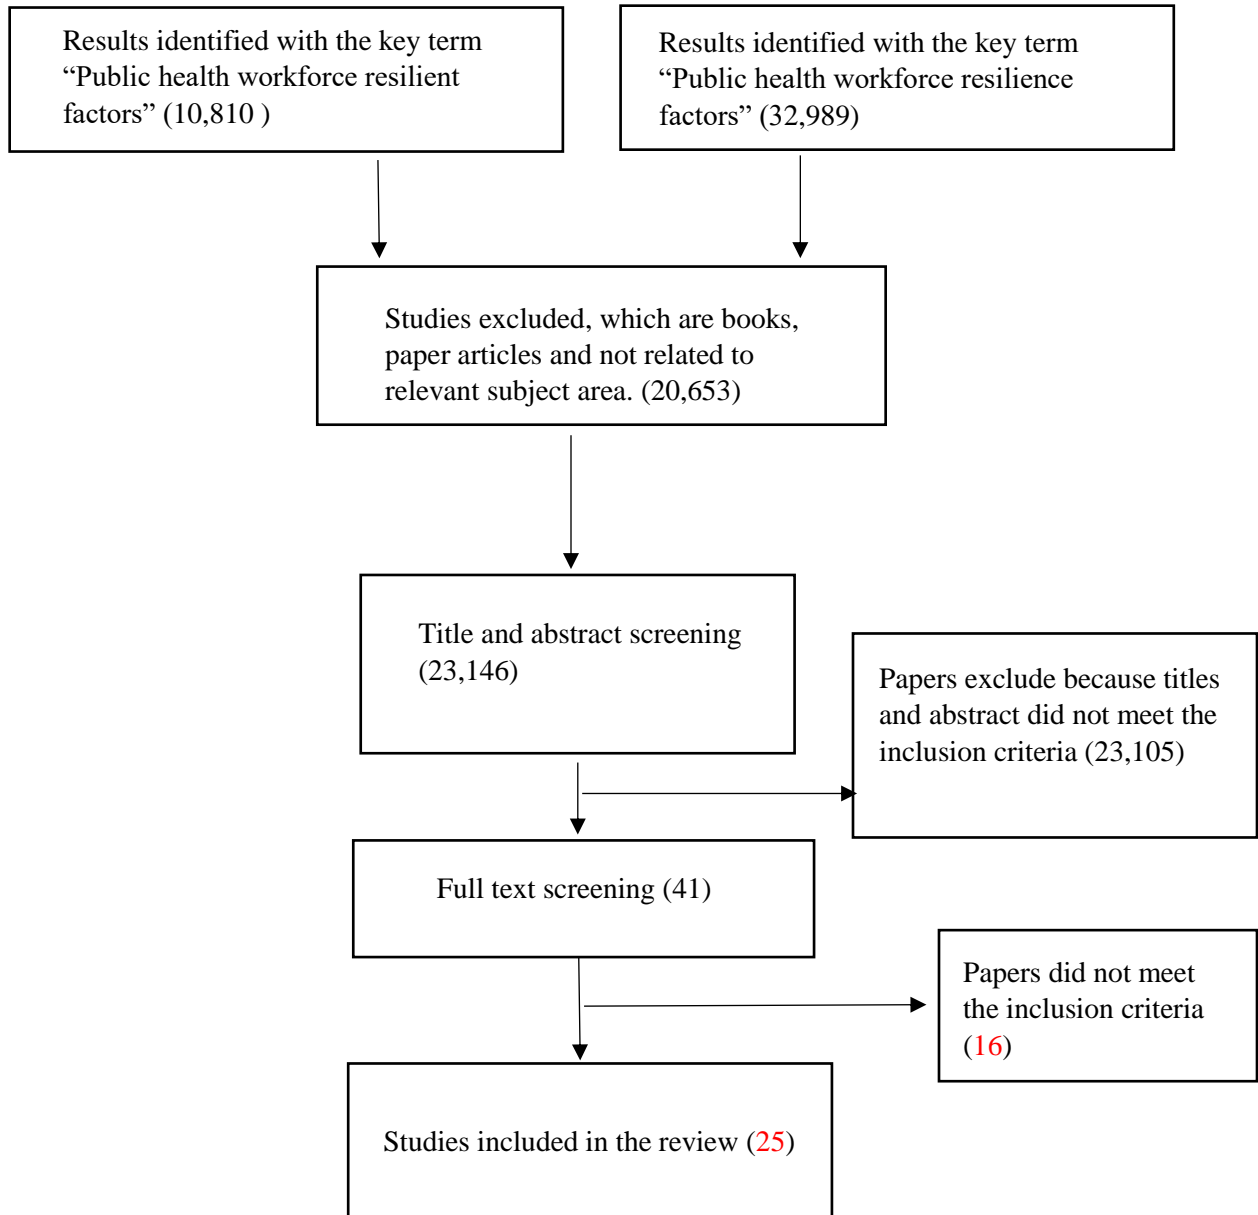 Results identified with the key term
“Public health workforce resilient
factors” (10,810 )
Results identified with the key term
“Public health workforce resilience
factors” (32,989)
Studies excluded, which are books,
paper articles and not related to
relevant subject area. (20,653)
Title and abstract screening
(23,146)
Papers exclude because titles
and abstract did not meet the
inclusion criteria (23,105)
Full text screening (41)
Papers did not meet
the inclusion criteria
(16)
Studies included in the review (25)